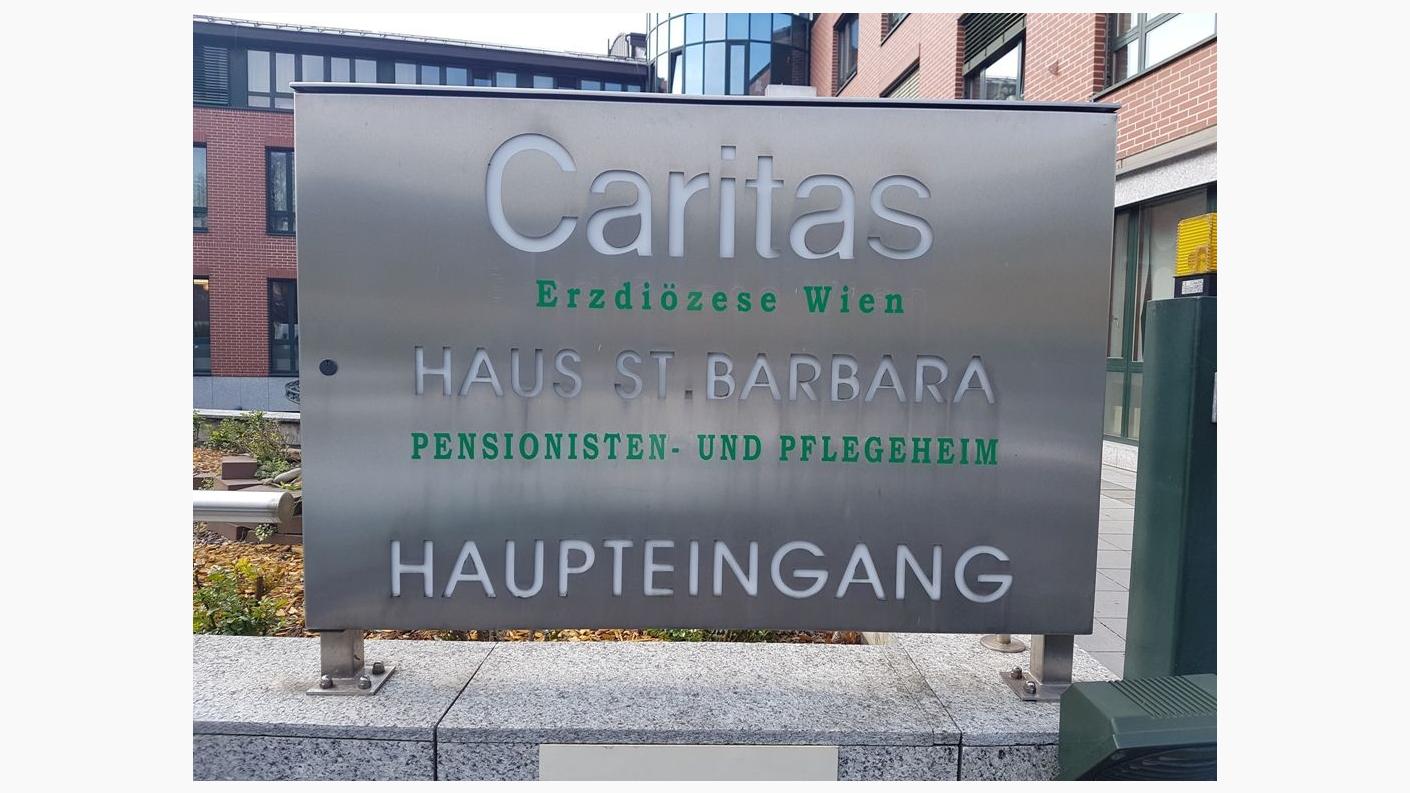 Caritas
Erzdiözese Wien
HAUS ST. BARBARA
PENSIONISTEN- UND PFLEGEHEIM
HAUPTEINGANG